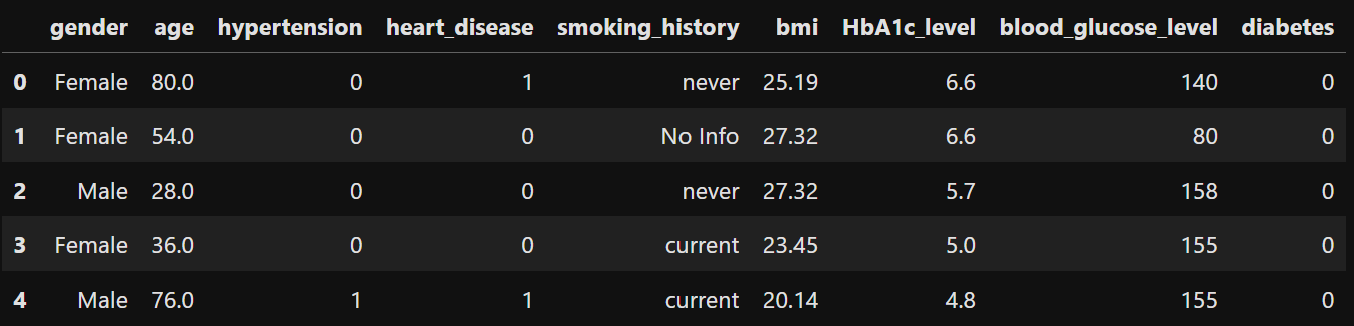 gender age hypertension heart_disease smoking_history bmi HbA1c_level blood_glucose_level diabetes
0 Female 80.0 0 1 never 25.19 6.6 140 0
1 Female 54.0 0 0 No Info 27.32 6.6 80 0
2 Male 28.0 0 0 never 27.32 5.7 158 0
3 Female 36.0 0 0 current 23.45 5.0 155 0
4 Male 76.0 1 1 current 20.14 4.8 155 0